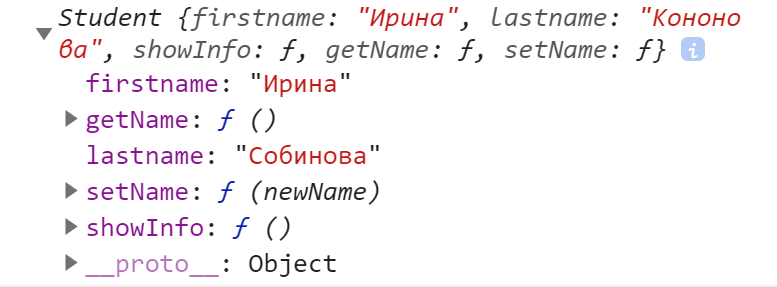 Student {firstname: "Ирина", lastname: "Кононо
ва", showInfo: ƒ, getName: ƒ, setName: ƒ} i
firstname: "Ирина"
getName: ƒ ()
lastname: "Собинова"
setName: ƒ (newName)
showInfo: ƒ ()
__proto__: Object